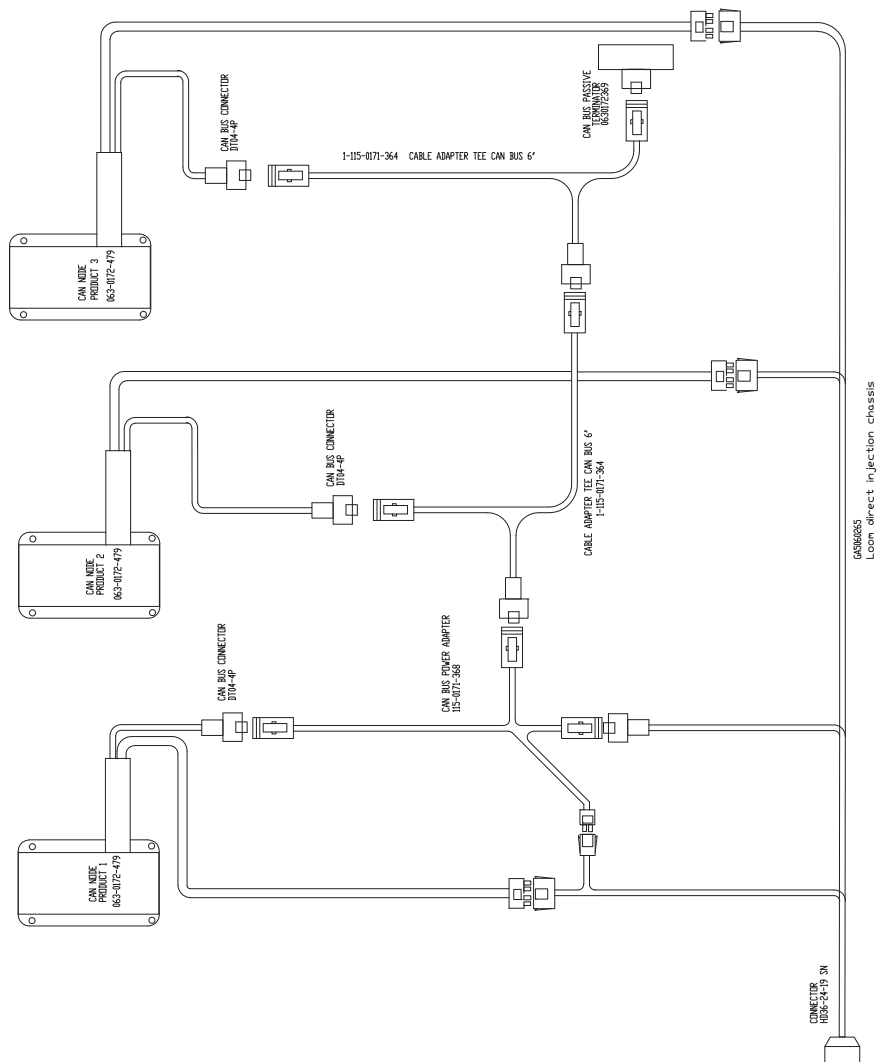 CAN BUS CONNECTOR
DT04-4P
CAN BUS PASSIVE
TERMINATOR
0630172369
1-115-0171-364 CABLE ADAPTER TEE CAN BUS 6'
CAN NODE
PRODUCT 3
063-0172-479
CAN BUS CONNECTOR
DT04-4P
CABLE ADAPTER TEE CAN BUS 6'
1-115-0171-364
CAN NODE
PRODUCT 2
063-0172-479
CAN BUS CONNECTOR
DT04-4P
CAN BUS POWER ADAPTER
115-0171-368
CAN NODE
PRODUCT 1
063-0172-479
GA5060265
Loom direct injection chassis
CONNECTOR
HD36-24-19 SN